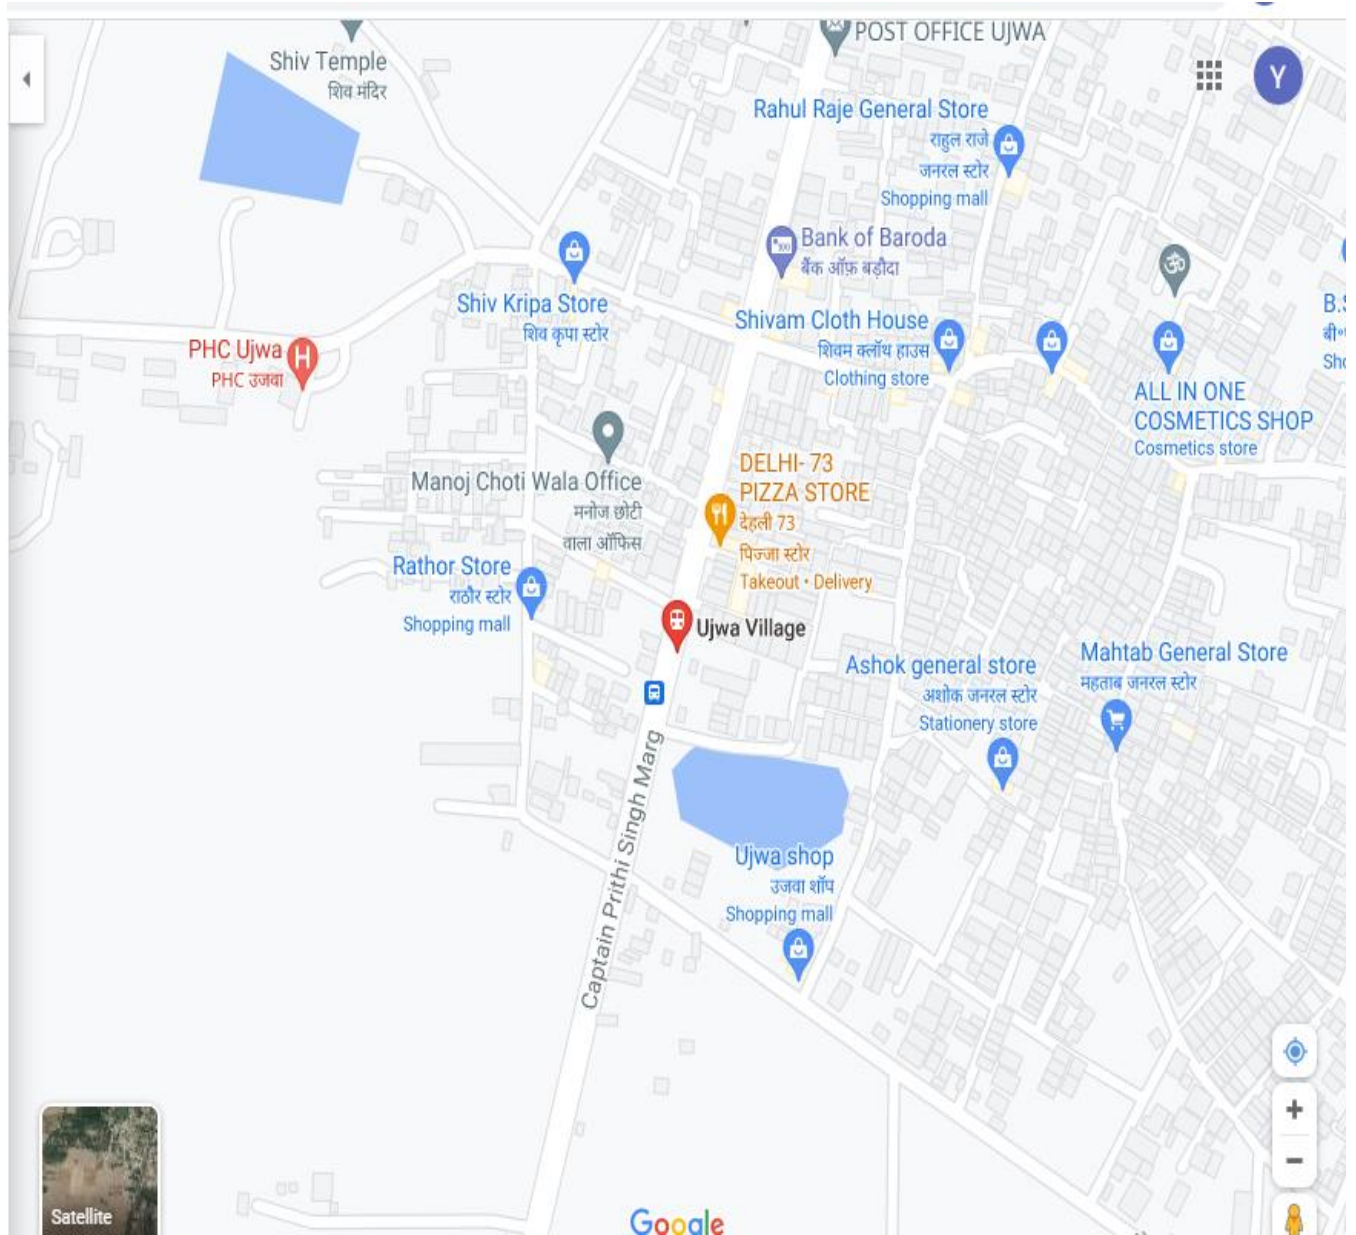 POST OFFICE UJWA
Shiv Temple
शिव मंदिर
Y
Rahul Raje General Store
राहुल राजे
जनरल स्टोर
Shopping mall
Bank of Baroda
बैंक ऑफ़ बड़ौदा
Shiv Kripa Store
शिव कृपा स्टोर
Shivam Cloth House
शिवम क्लॉथ हाउस
Clothing store
PHC Ujwa
PHC उजवा
ALL IN ONE
COSMETICS SHOP
Cosmetics store
DELHI- 73
PIZZA STORE
देहली 73
पिज्जा स्टोर
Takeout • Delivery
Manoj Choti Wala Office
मनोज छोटी
वाला ऑफिस
Rathor Store
राठौर स्टोर
Shopping mall
Ujwa Village
Ashok general store
अशोक जनरल स्टोर
Stationery store
Mahtab General Store
महताब जनरल स्टोर
Captain Prithi Singh Marg
Ujwa shop
उजवा शॉप
Shopping mall
Satellite
Google